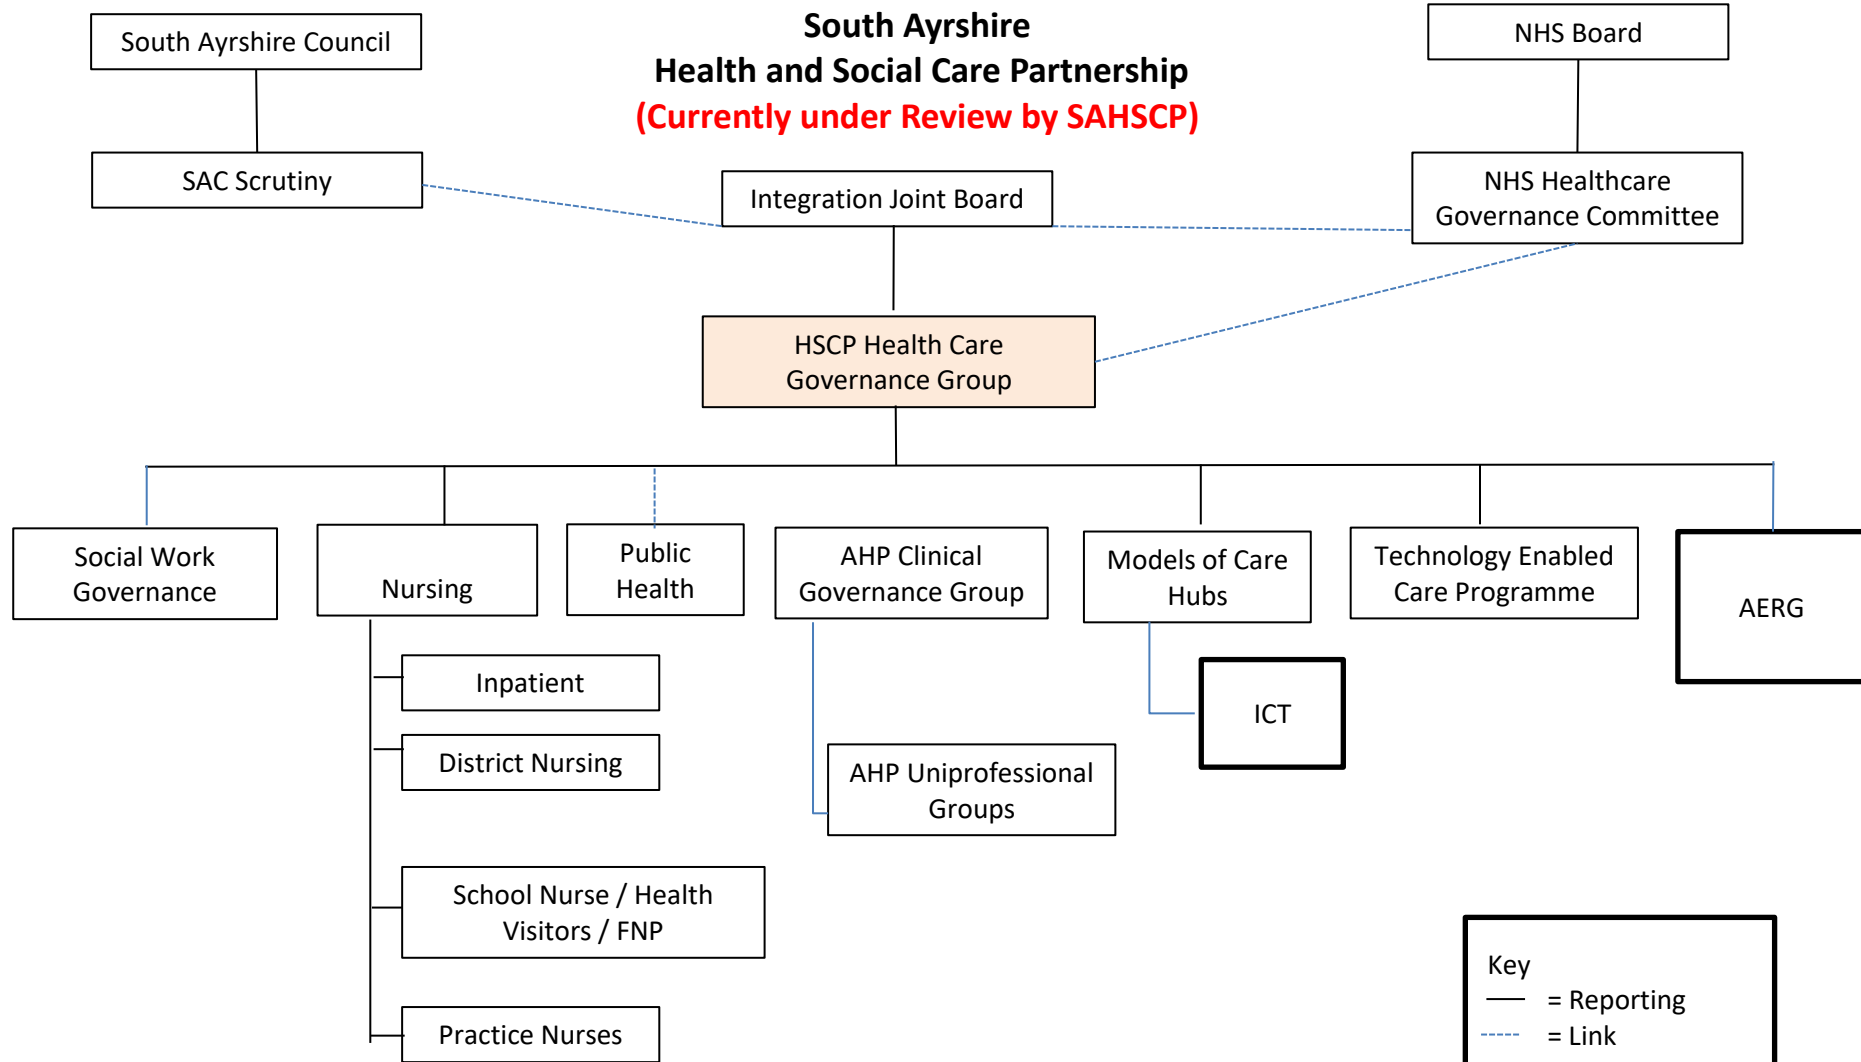 South Ayrshire
Health and Social Care Partnership
(Currently under Review by SAHSCP)
South Ayrshire Council
NHS Board
SAC Scrutiny
Integration Joint Board
NHS Healthcare
Governance Committee
HSCP Health Care
Governance Group
Social Work
Governance
Nursing
Public
Health
AHP Clinical
Governance Group
Models of Care
Hubs
Technology Enabled
Care Programme
AERG
Inpatient
District Nursing
School Nurse / Health
Visitors / FNP
Practice Nurses
AHP Uniprofessional
Groups
ICT
Key
= Reporting
= Link